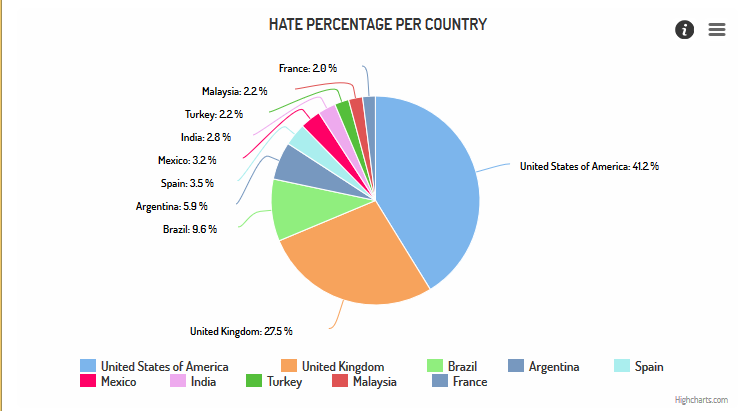 HATE PERCENTAGE PER COUNTRY
i
France: 2.0 %
Malaysia: 2.2 %
Turkey: 2.2 %
India: 2.8 %
Mexico: 3.2 %
Spain: 3.5 %
Argentina: 5.9 %
Brazil: 9.6 %
United States of America: 41.2 %
United Kingdom: 27.5 %
United States of America United Kingdom Brazil Argentina Spain
Mexico India Turkey Malaysia France
Highcharts.com